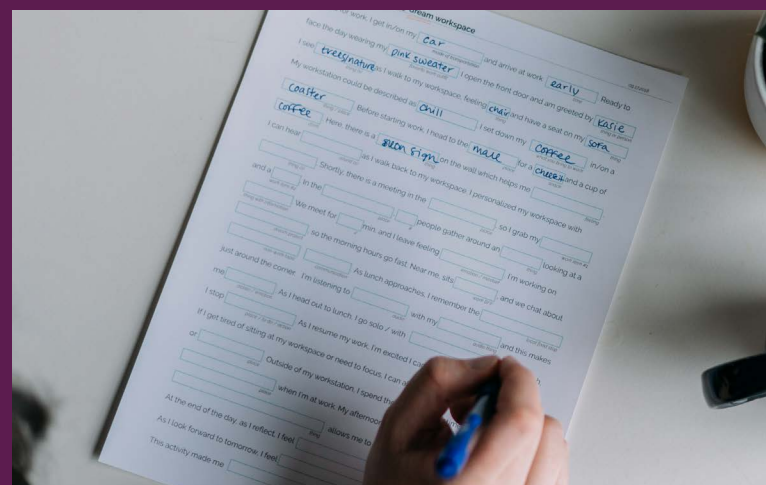 dream workspace
work, I get in/on my car and arrive at work early. Ready to
face the day wearing my pink sweater. I open the front door and am greeted by Kasie
I see trees/nature as I walk to my workspace, feeling and have a seat on my sofa
My workstation could be described as chill. I set down my coffee in/on a
coaster. Before starting work, I head to the for a and a cup of
coffee. Here, there is a neon sign on the wall which helps me
I can hear as I walk back to my workspace. I personalized my workspace with
Shortly, there is a meeting in the so I grab my
and a in the people gather around an looking at a
We meet for min, and I leave feeling I'm working on
so the morning hours go fast. Near me, sits and we chat about
just around the corner. I'm listening to As lunch approaches, I remember the
me As I head out to lunch, I go solo / with with my and this makes
I stop As I resume my work, I'm excited I
If I get tired of sitting at my workspace or need to focus, I can
or Outside of my workstation, I spend
when I'm at work. My afternoon
allows me to
At the end of the day, as I reflect, I feel
As I look forward to tomorrow, I feel
This activity made me